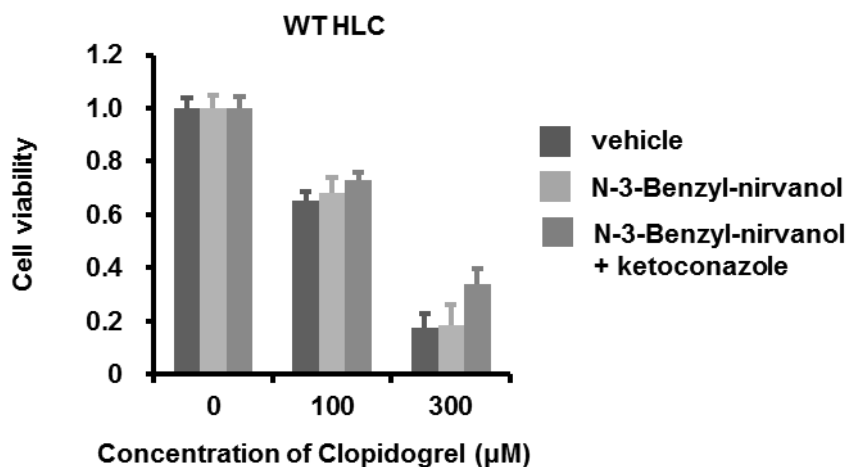 WT HLC
1.2
1.0
0.8
0.6
0.4
0.2
0
Cell viability
0 100 300
Concentration of Clopidogrel (µM)
vehicle
N-3-Benzyl-nirvanol
N-3-Benzyl-nirvanol
+ ketoconazole